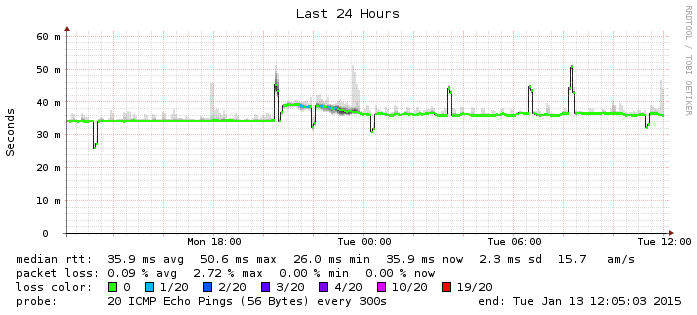 Last 24 Hours
RRDTOOL / TOBI OETIKER
Seconds
60 m
50 m
40 m
30 m
20 m
10 m
0
Mon 18:00 Tue 00:00 Tue 06:00 Tue 12:00
median rtt: 35.9 ms avg 50.6 ms max 26.0 ms min 35.9 ms now 2.3 ms sd 15.7 am/s
packet loss: 0.09 % avg 2.72 % max 0.00 % min 0.00 % now
loss color: 0 1/20 2/20 3/20 4/20 10/20 19/20
probe: 20 ICMP Echo Pings (56 Bytes) every 300s end: Tue Jan 13 12:05:03 2015